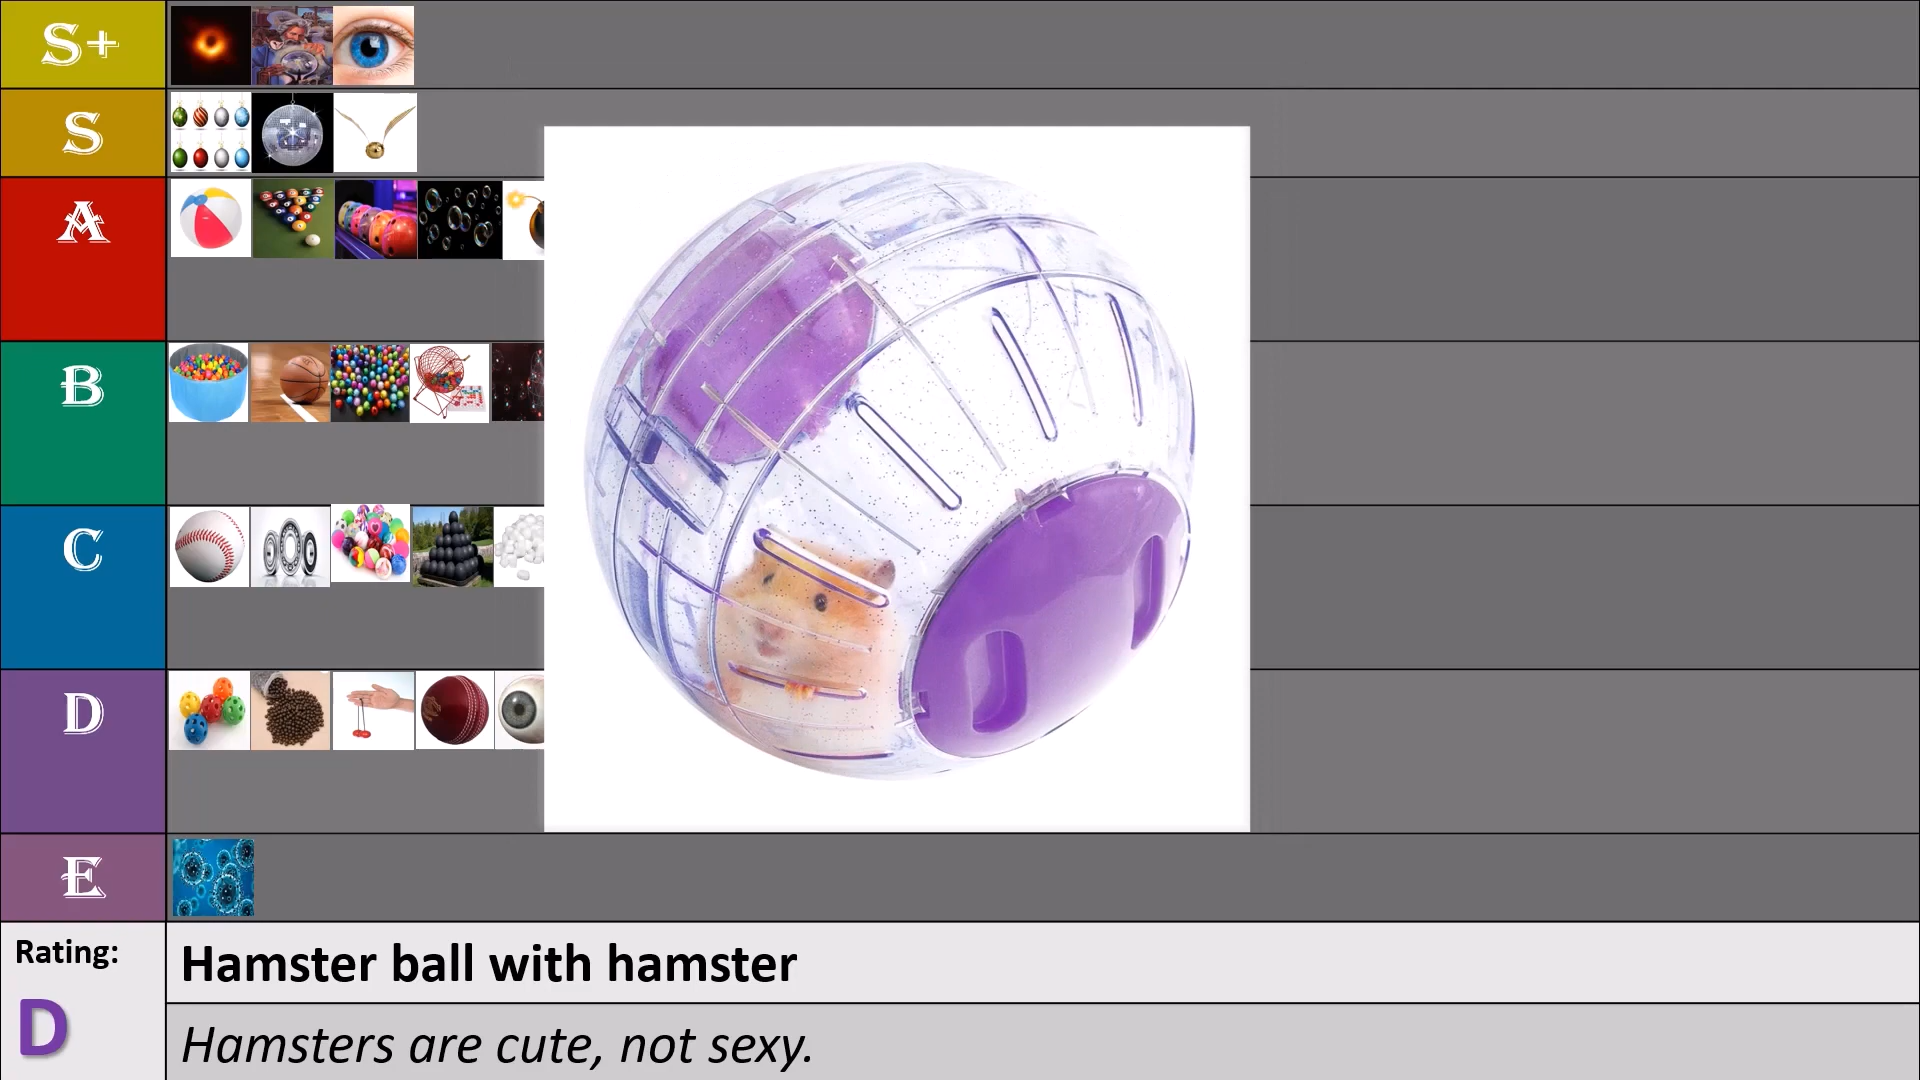 S+
S
A
B
C
D
E
Rating:
D
Hamster ball with hamster
Hamsters are cute, not sexy.